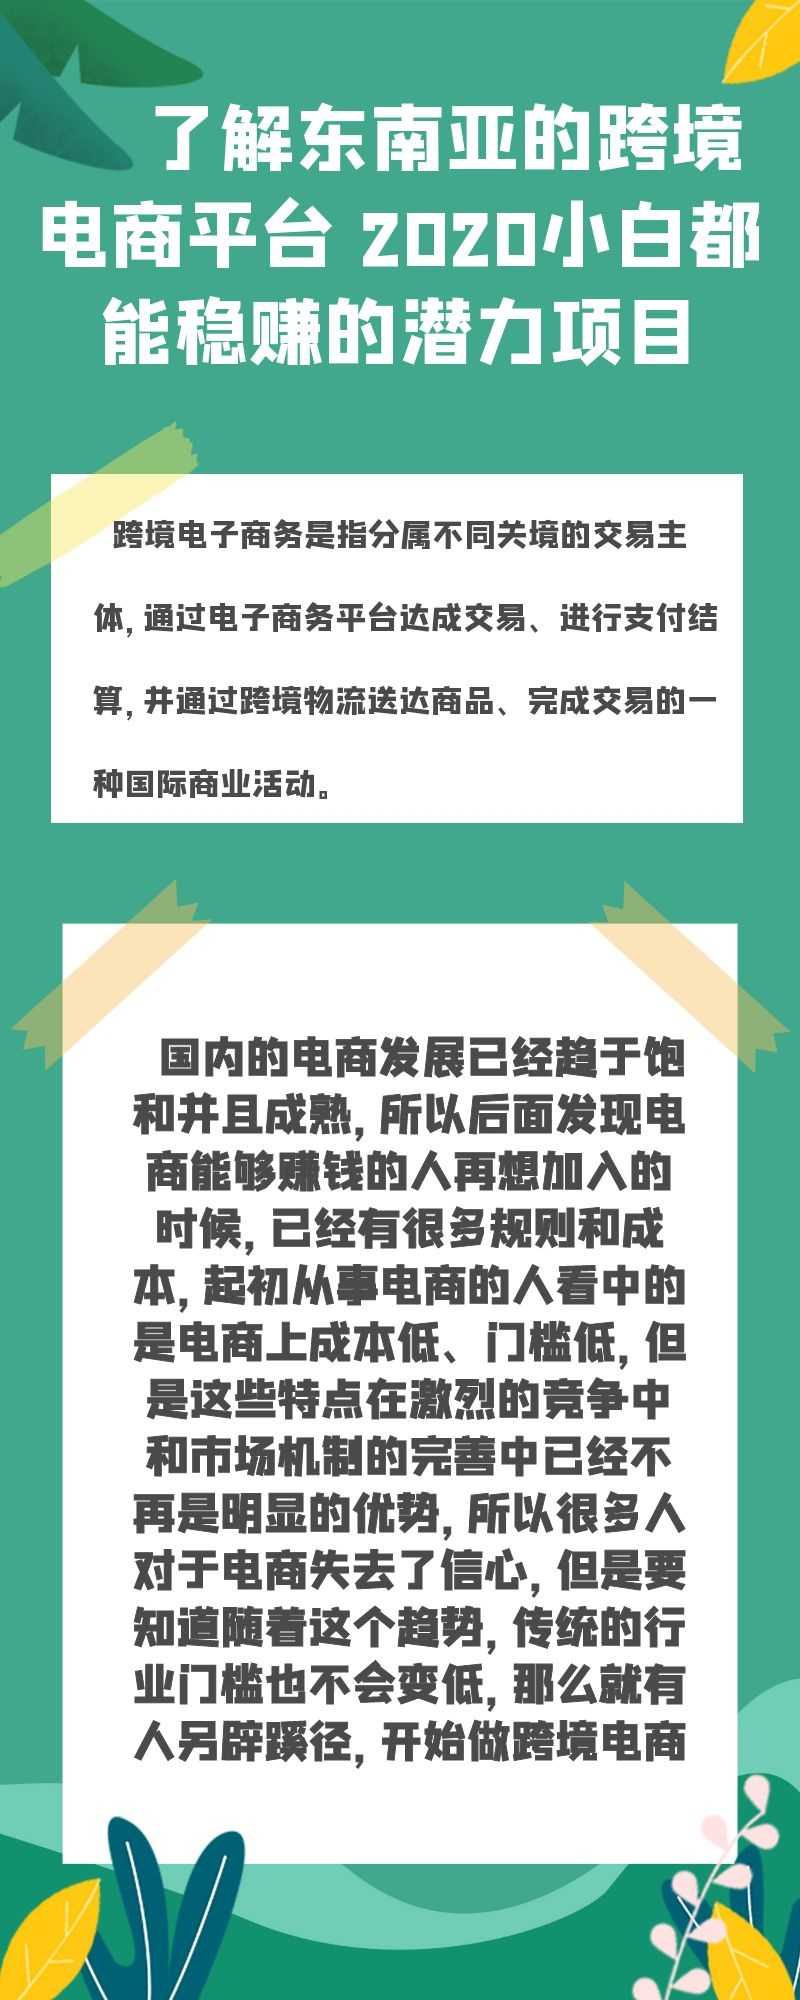 了解东南亚的跨境
电商平台 2020小白都
能稳赚的潜力项目
跨境电子商务是指分属不同关境的交易主
体,通过电子商务平台达成交易、进行支付结
算,并通过跨境物流送达商品、完成交易的一
种国际商业活动。
国内的电商发展已经趋于饱
和并且成熟,所以后面发现电
商能够赚钱的人再想加入的
时候,已经有很多规则和成
本,起初从事电商的人看中的
是电商上成本低、门槛低,但
是这些特点在激烈的竞争中
和市场机制的完善中已经不
再是明显的优势,所以很多人
对于电商失去了信心,但是要
知道随着这个趋势,传统的行
业门槛也不会变低,那么就有
人另辟蹊径,开始做跨境电商